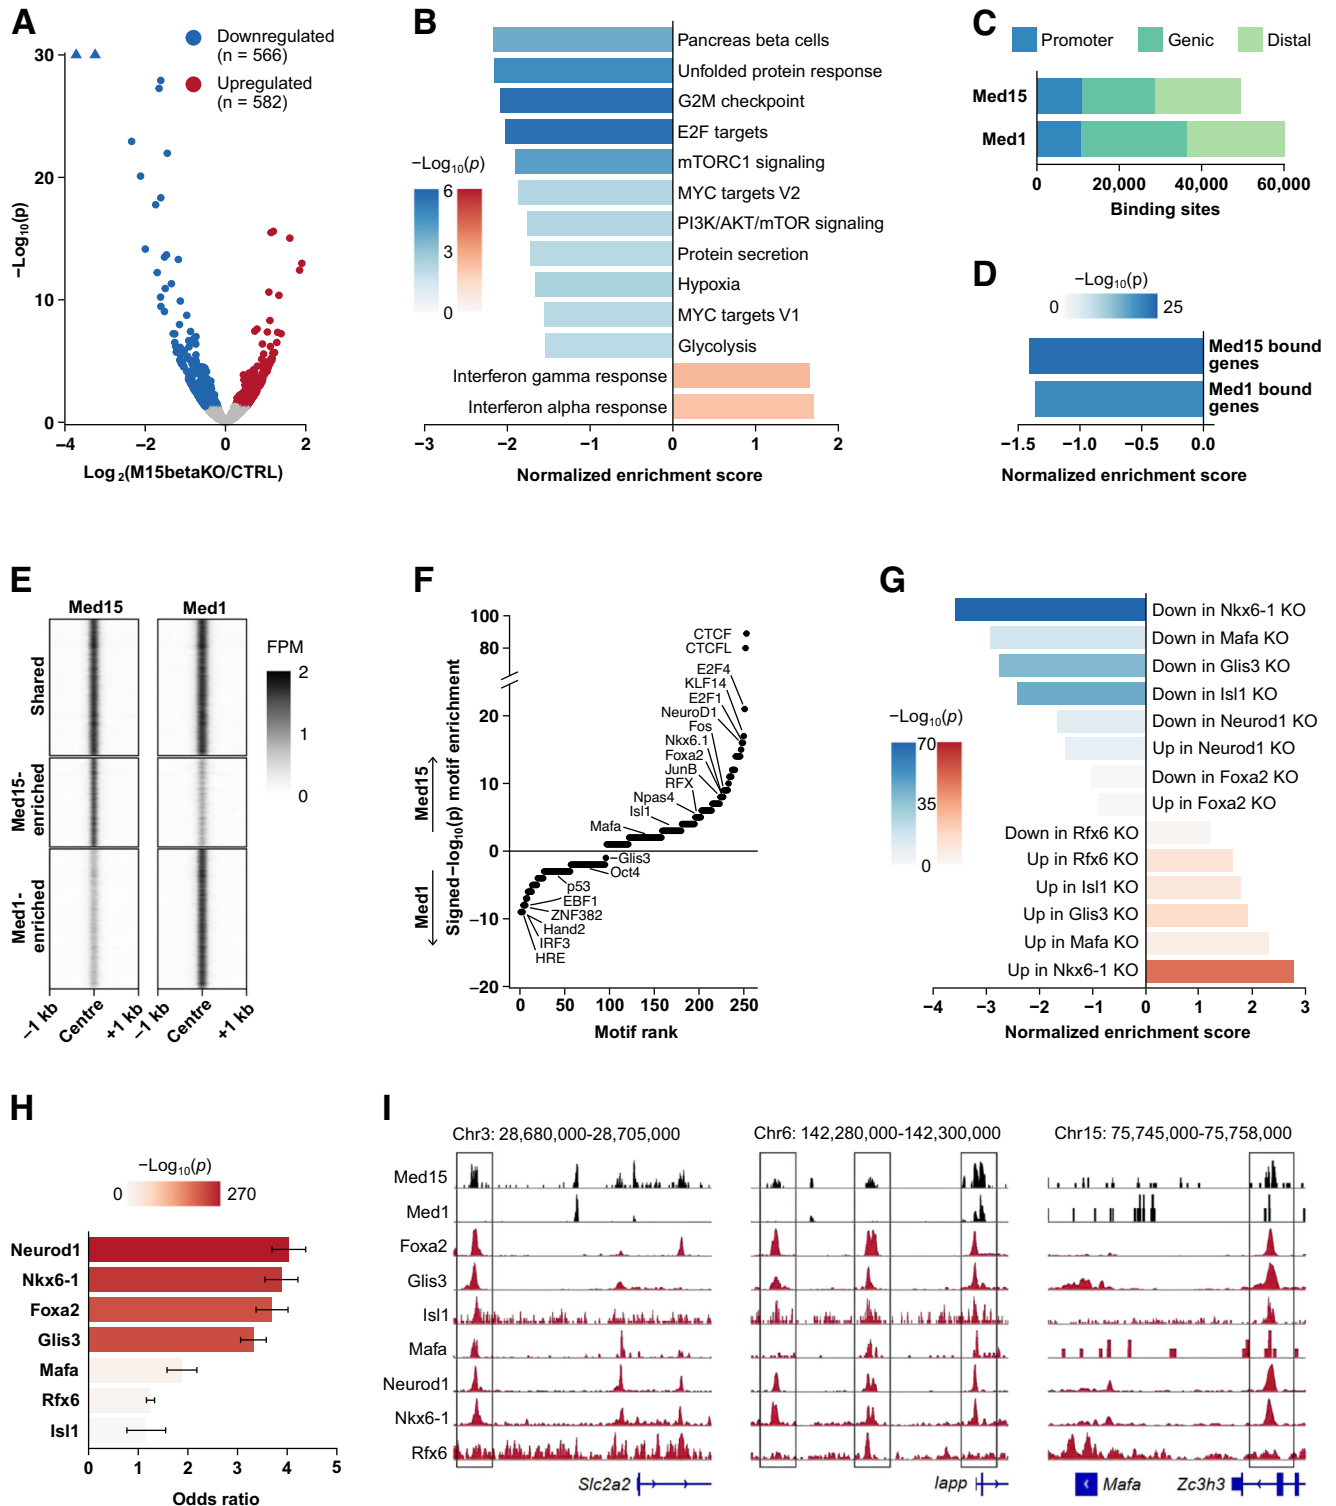 A
30
20
10
0
−Log10(p)
−4
−2
0
2
Log2(M15betaKO/CTRL)
Downregulated
(n = 566)
Upregulated
(n = 582)
B
−Log10(p)
6
3
0
Pancreas beta cells
Unfolded protein response
G2M checkpoint
E2F targets
mTORC1 signaling
MYC targets V2
PI3K/AKT/mTOR signaling
Protein secretion
Hypoxia
MYC targets V1
Glycolysis
Interferon gamma response
Interferon alpha response
−3
−2
−1
0
1
2
Normalized enrichment score
C
Promoter
Genic
Distal
Med15
Med1
0
20,000
40,000
60,000
Binding sites
D
−Log10(p)
0
25
Med15 bound
genes
Med1 bound
genes
−1.5
−1.0
−0.5
0.0
Normalized enrichment score
E
Med15
Med1
Shared
Med15-
enriched
Med1-
enriched
FPM
2
1
0
−1 kb
Centre
+1 kb
−1 kb
Centre
+1 kb
F
100
80
20
10
0
−10
−20
Med1
Med15
Signed−log10(p) motif enrichment
CTCF
CTCFL
E2F4
KLF14
E2F1
NeuroD1
Fos
Nkx6.1
Foxa2
JunB
RFX
Npas4
Isl1
Mafa
Glis3
Oct4
p53
EBF1
ZNF382
Hand2
IRF3
HRE
0
50
100
150
200
250
Motif rank
G
−Log10(p)
70
35
0
Down in Nkx6-1 KO
Down in Mafa KO
Down in Glis3 KO
Down in Isl1 KO
Down in Neurod1 KO
Up in Neurod1 KO
Down in Foxa2 KO
Up in Foxa2 KO
Down in Rfx6 KO
Up in Rfx6 KO
Up in Isl1 KO
Up in Glis3 KO
Up in Mafa KO
Up in Nkx6-1 KO
−4
−3
−2
−1
0
1
2
3
Normalized enrichment score
H
−Log10(p)
0
270
Neurod1
Nkx6-1
Foxa2
Glis3
Mafa
Rfx6
Isl1
0
1
2
3
4
5
Odds ratio
I
Chr3: 28,680,000-28,705,000
Chr6: 142,280,000-142,300,000
Chr15: 75,745,000-75,758,000
Med15
Med1
Foxa2
Glis3
Isl1
Mafa
Neurod1
Nkx6-1
Rfx6
Slc2a2
Iapp
Mafa
Zc3h3